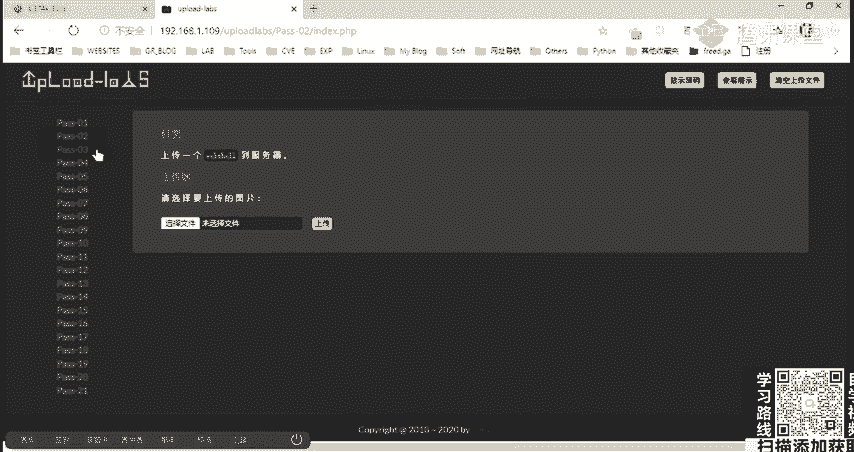 upload-labs
不安全 192.168.1.109/uploadlabs/Pass-02/index.php
WEBSITES GR_BLOG LAB Tools CVE EXP Linux My Blog Soft 网址导航 Others Python 其他收藏夹 freed.ga 注册
UpLoad-labs
显示源码 查看提示 清空上传文件
Pass-01
Pass-02
Pass-03
Pass-04
Pass-05
Pass-06
Pass-07
Pass-08
Pass-09
Pass-10
Pass-11
Pass-12
Pass-13
Pass-14
Pass-15
Pass-16
Pass-17
Pass-18
Pass-19
Pass-20
Pass-21
任务
上传一个 webshell 到服务器。
上传区
请选择要上传的图片：
选择文件 未选择文件 上传
Copyright @ 2018 ~ 2020 by
学习路线
扫描添加获取